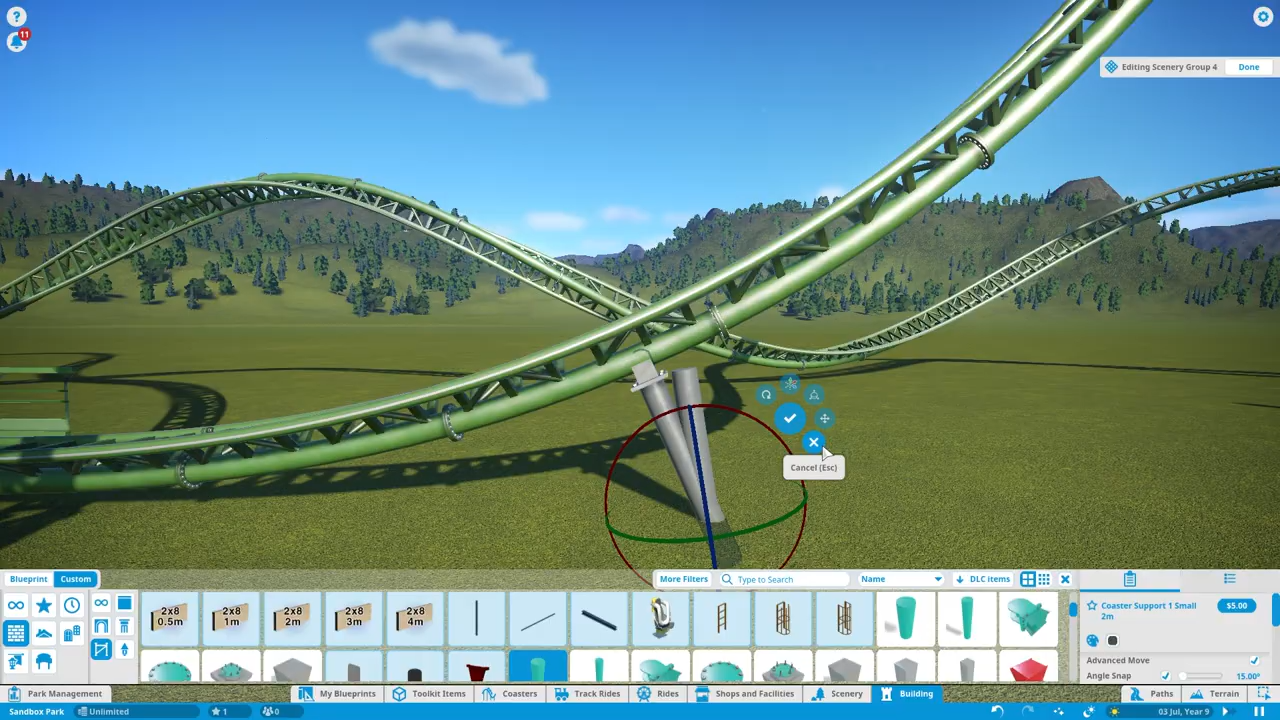 ?
11
Editing Scenery Group 4 Done
Cancel (Esc)
Blueprint Custom More Filters Type to Search Name DLC items
2x8 0.5m
2x8 1m
2x8 2m
2x8 3m
2x8 4m
Coaster Support 1 Small 2m $5.00
Advanced Move
Angle Snap 15.00°
Park Management My Blueprints Toolkit Items Coasters Track Rides Rides Shops and Facilities Scenery Building Paths Terrain
Sandbox Park Unlimited 1 0 03 Jul, Year 9